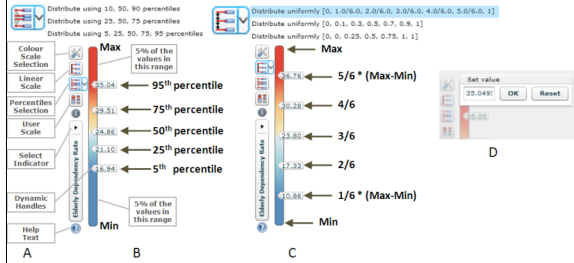 Distribute using 10, 50, 90 percentiles
Distribute using 25, 50, 75 percentiles
Distribute using 5, 25, 50, 75, 95 percentiles
Colour Scale Selection
Linear Scale
Percentiles Selection
User Scale
Select Indicator
Dynamic Handles
Help Text
A
Elderly Dependency Rate
Max
5% of the values in this range
35.04
95th percentile
29.51
75th percentile
24.86
50th percentile
21.10
25th percentile
16.94
5th percentile
5% of the values in this range
Min
B
Distribute uniformly [0, 1.0/6.0, 2.0/6.0, 3.0/6.0, 4.0/6.0, 5.0/6.0, 1]
Distribute uniformly [0, 0.1, 0.3, 0.5, 0.7, 0.9, 1]
Distribute uniformly [0, 0, 0.25, 0.5, 0.75, 1, 1]
Elderly Dependency Rate
Max
36.76
5/6 * (Max-Min)
30.28
4/6
23.80
3/6
17.33
2/6
10.86
1/6 * (Max-Min)
Min
C
Set value
35.049
OK
Reset
35.05
D